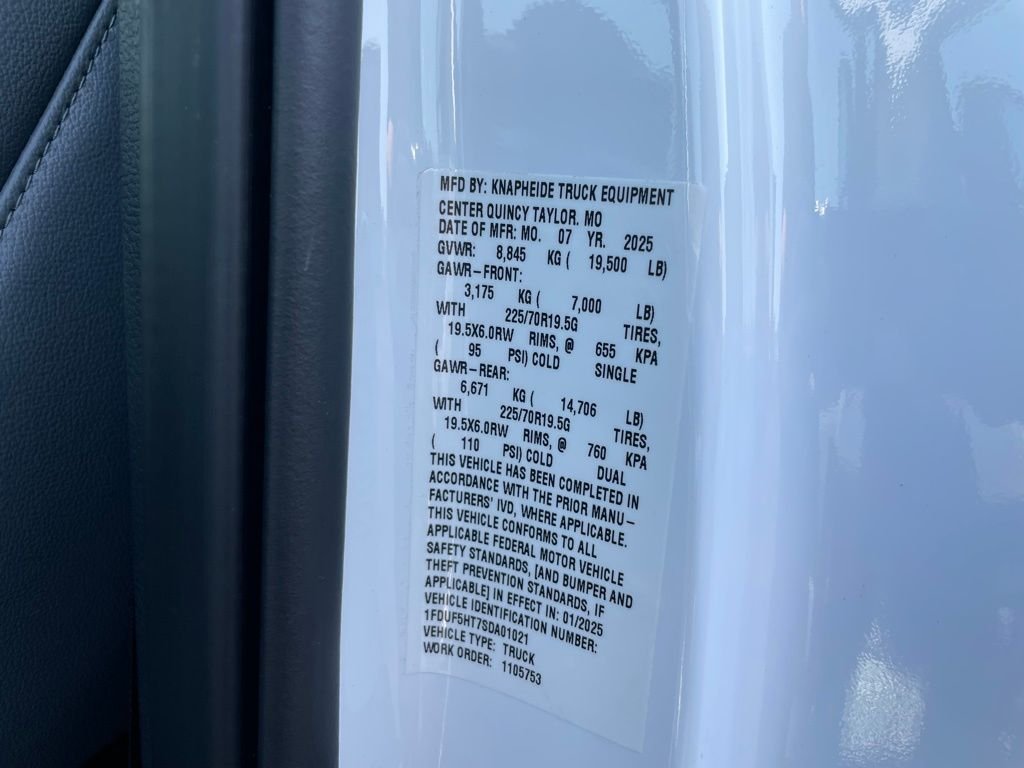 MFD BY: KNAPHEIDE TRUCK EQUIPMENT
CENTER QUINCY TAYLOR, MO
DATE OF MFR: MO. 07 YR. 2025
GVWR: 8,845 KG ( 19,500 LB)
GAWR-FRONT:
3,175 KG ( 7,000 LB)
WITH 225/70R19.5G TIRES,
19.5X6.0RW RIMS, @ 655 KPA
( 95 PSI) COLD SINGLE
GAWR-REAR:
6,671 KG ( 14,706 LB)
WITH 225/70R19.5G TIRES,
19.5X6.0RW RIMS, @ 760 KPA
( 110 PSI) COLD DUAL
THIS VEHICLE HAS BEEN COMPLETED IN
ACCORDANCE WITH THE PRIOR MANU-
FACTURERS' IVD, WHERE APPLICABLE.
THIS VEHICLE CONFORMS TO ALL
APPLICABLE FEDERAL MOTOR VEHICLE
SAFETY STANDARDS, [AND BUMPER AND
THEFT PREVENTION STANDARDS, IF
APPLICABLE] IN EFFECT IN: 01/2025
VEHICLE IDENTIFICATION NUMBER:
1FDUF5HT7SDA01021
VEHICLE TYPE: TRUCK
WORK ORDER: 1105753